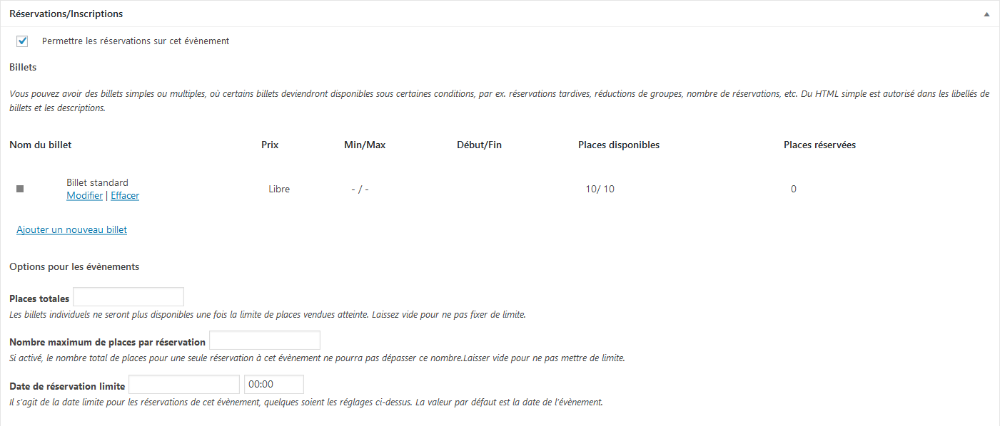 Réservations/Inscriptions
Permettre les réservations sur cet évènement
Billets
Vous pouvez avoir des billets simples ou multiples, où certains billets deviendront disponibles sous certaines conditions, par ex. réservations tardives, réductions de groupes, nombre de réservations, etc. Du HTML simple est autorisé dans les libellés de
billets et les descriptions.
Nom du billet Prix Min/Max Début/Fin Places disponibles Places réservées
Billet standard
Modifier | Effacer Libre - / - 10/ 10 0
Ajouter un nouveau billet
Options pour les évènements
Places totales
Les billets individuels ne seront plus disponibles une fois la limite de places vendues atteinte. Laissez vide pour ne pas fixer de limite.
Nombre maximum de places par réservation
Si activé, le nombre total de places pour une seule réservation à cet évènement ne pourra pas dépasser ce nombre.Laisser vide pour ne pas mettre de limite.
Date de réservation limite 00:00
Il s'agit de la date limite pour les réservations de cet évènement, quelques soient les réglages ci-dessus. La valeur par défaut est la date de l'évènement.